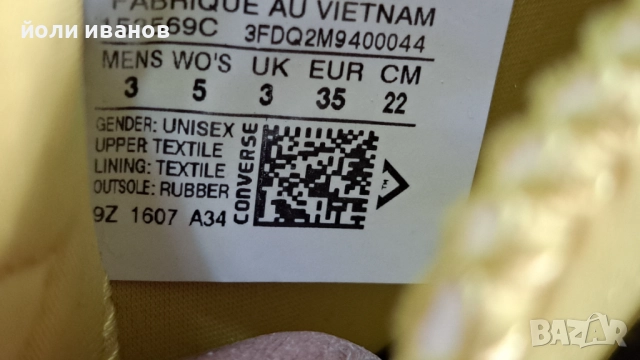 йоли иванов
FABRIQUE AU VIETNAM
3FDQ2M9400044
MENS WO'S UK EUR CM
3 5 3 35 22
GENDER: UNISEX
UPPER: TEXTILE
LINING: TEXTILE
OUTSOLE: RUBBER
9Z 1607 A34
CONVERSE
BAZAR